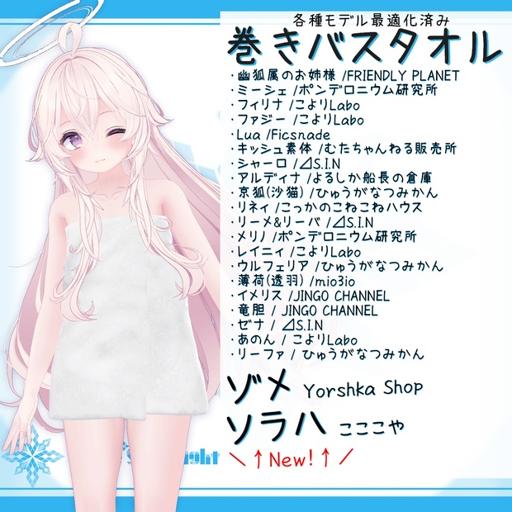 各種モデル最適化済み
巻きバスタオル
・幽狐属のお姉様 /FRIENDLY PLANET
・ミーシェ/ポンデロニウム研究所
・フィリナ/こよりLabo
・ファジー /こよりLabo
Lua /Ficsnade
・キッシュ素体 /むたちゃんねる販売所
・シャーロ/⊿S.I.N
・アルディナ/よるしか船長の倉庫
・京狐(沙猫)/ひゅうがなつみかん
・リネィ/こっかのこねこねハウス
・リーメ&リーバ/⊿S.I.N
・メリノ/ポンデロニウム研究所
・レイニィ/こよりLabo
・ウルフェリア/ひゅうがなつみかん
・薄荷(透羽)/mio3io
・イメリス/JINGO CHANNEL
・竜胆/ JINGO CHANNEL
・ゼナ/ ⊿S.I.N
・あのん/ こよりLabo
・リーファ/ ひゅうがなつみかん
ゾメ Yorshka Shop
ソラハ こここや
＼↑New!↑／